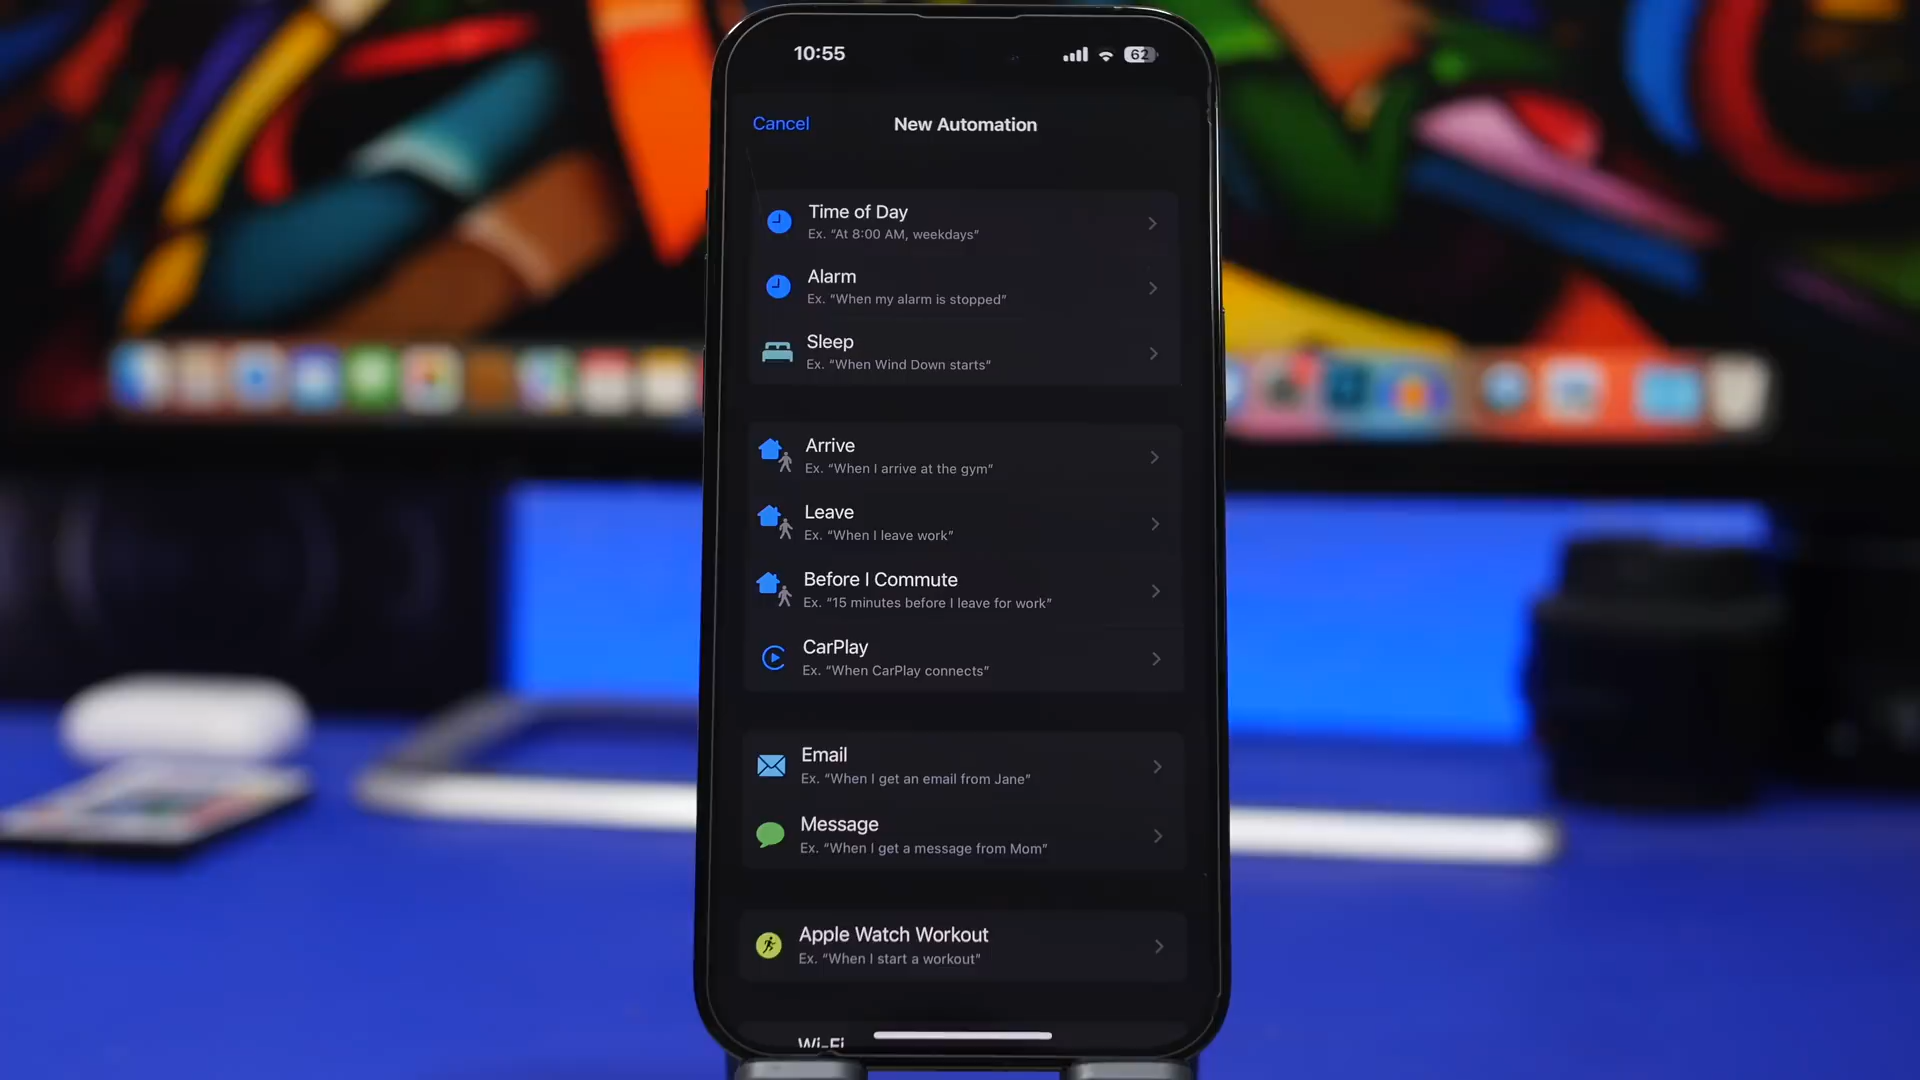 10:55
62
Cancel
New Automation
Time of Day
Ex. “At 8:00 AM, weekdays”
Alarm
Ex. “When my alarm is stopped”
Sleep
Ex. “When Wind Down starts”
Arrive
Ex. “When I arrive at the gym”
Leave
Ex. “When I leave work”
Before I Commute
Ex. “15 minutes before I leave for work”
CarPlay
Ex. “When CarPlay connects”
Email
Ex. “When I get an email from Jane”
Message
Ex. “When I get a message from Mom”
Apple Watch Workout
Ex. “When I start a workout”
Wi-Fi